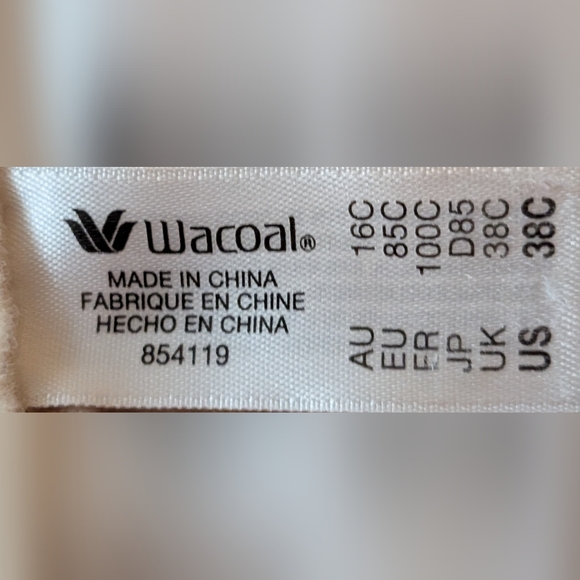 Wacoal®
MADE IN CHINA
FABRIQUE EN CHINE
HECHO EN CHINA
854119
AU 16C
EU 85C
FR 100C
JP D85
UK 38C
US 38C